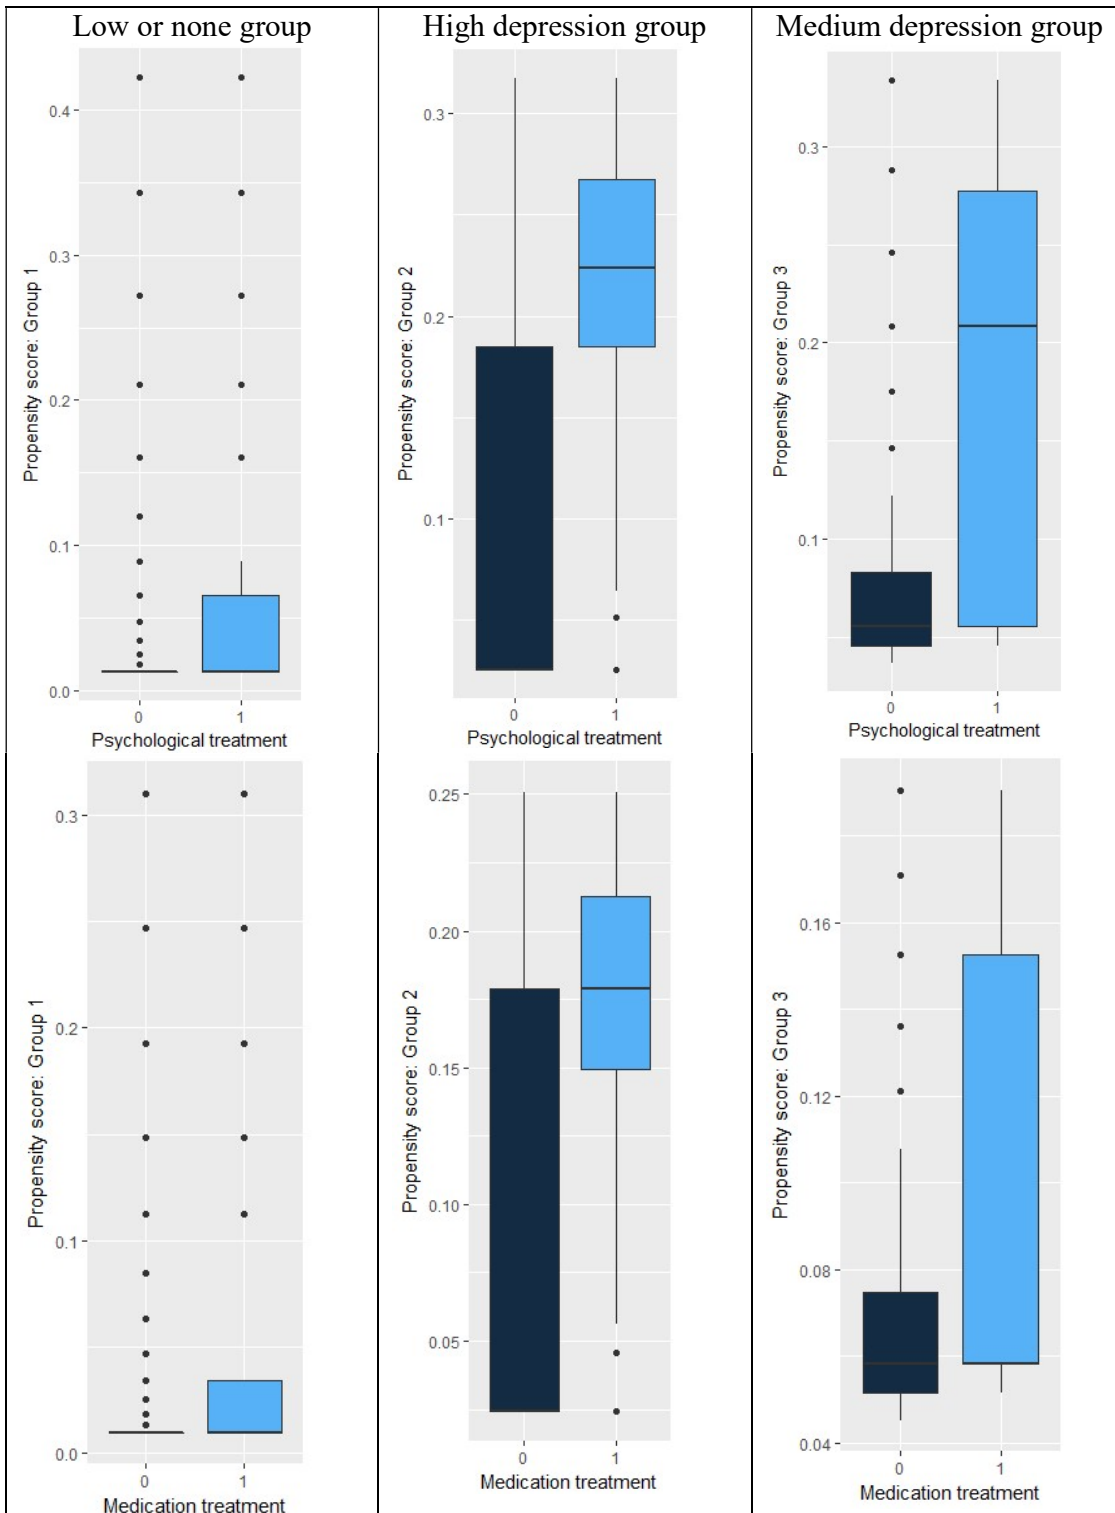 Low or none group
High depression group
Medium depression group
Propensity score: Group 1
0.4
0.3
0.2
0.1
0.0
0
1
Psychological treatment
Propensity score: Group 2
0.3
0.2
0.1
0
1
Psychological treatment
Propensity score: Group 3
0.3
0.2
0.1
0
1
Psychological treatment
Propensity score: Group 1
0.3
0.2
0.1
0.0
0
1
Medication treatment
Propensity score: Group 2
0.25
0.20
0.15
0.10
0.05
0
1
Medication treatment
Propensity score: Group 3
0.16
0.12
0.08
0.04
0
1
Medication treatment